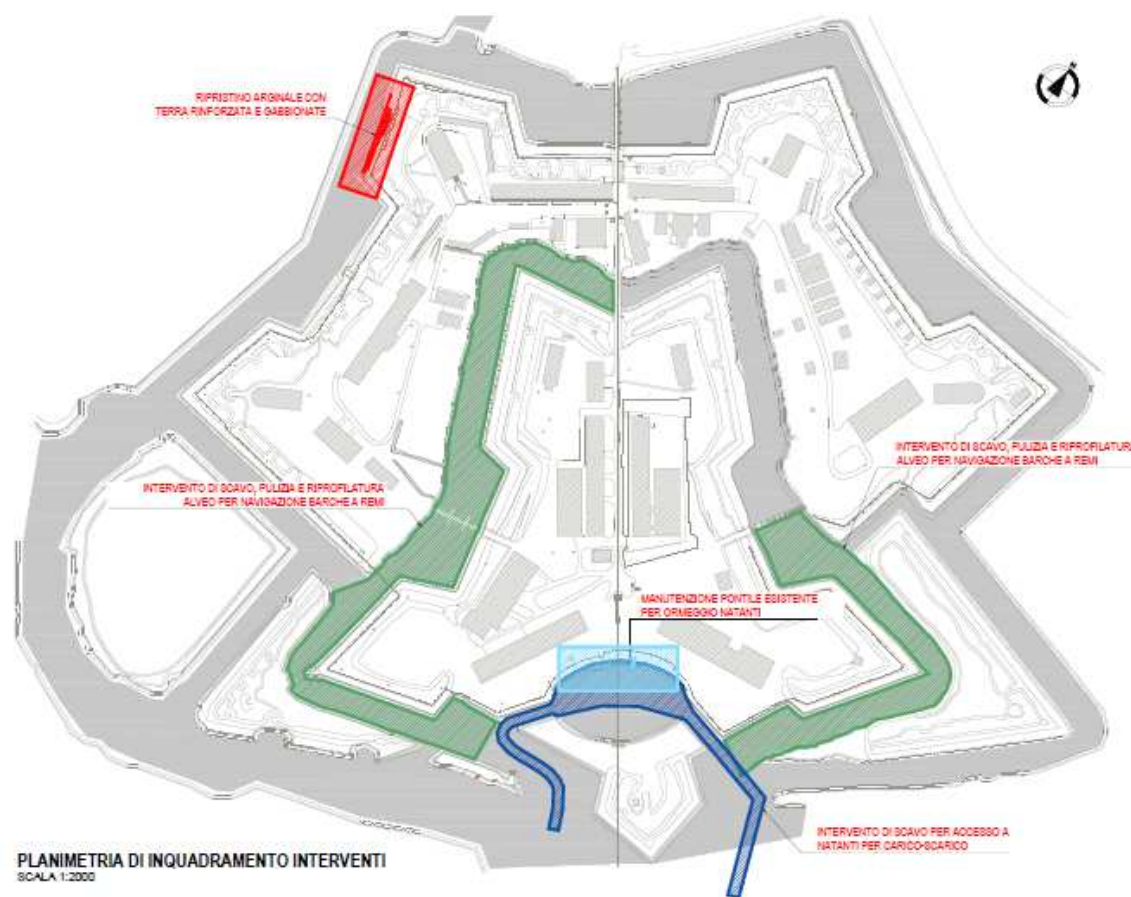 RIPRISTINO ARGINALE CON
TERRA RINFORZATA E GABBIONATE
INTERVENTO DI SCAVO, PULIZIA E RIPROFILATURA
ALVEO PER NAVIGAZIONE BARCHE A REMI
INTERVENTO DI SCAVO, PULIZIA E RIPROFILATURA
ALVEO PER NAVIGAZIONE BARCHE A REMI
MANUTENZIONE PONTILE ESISTENTE
PER ORMEGGIO NATANTI
INTERVENTO DI SCAVO PER ACCESSO A
NATANTI PER CARICO-SCARICO
PLANIMETRIA DI INQUADRAMENTO INTERVENTI
SCALA 1:2000